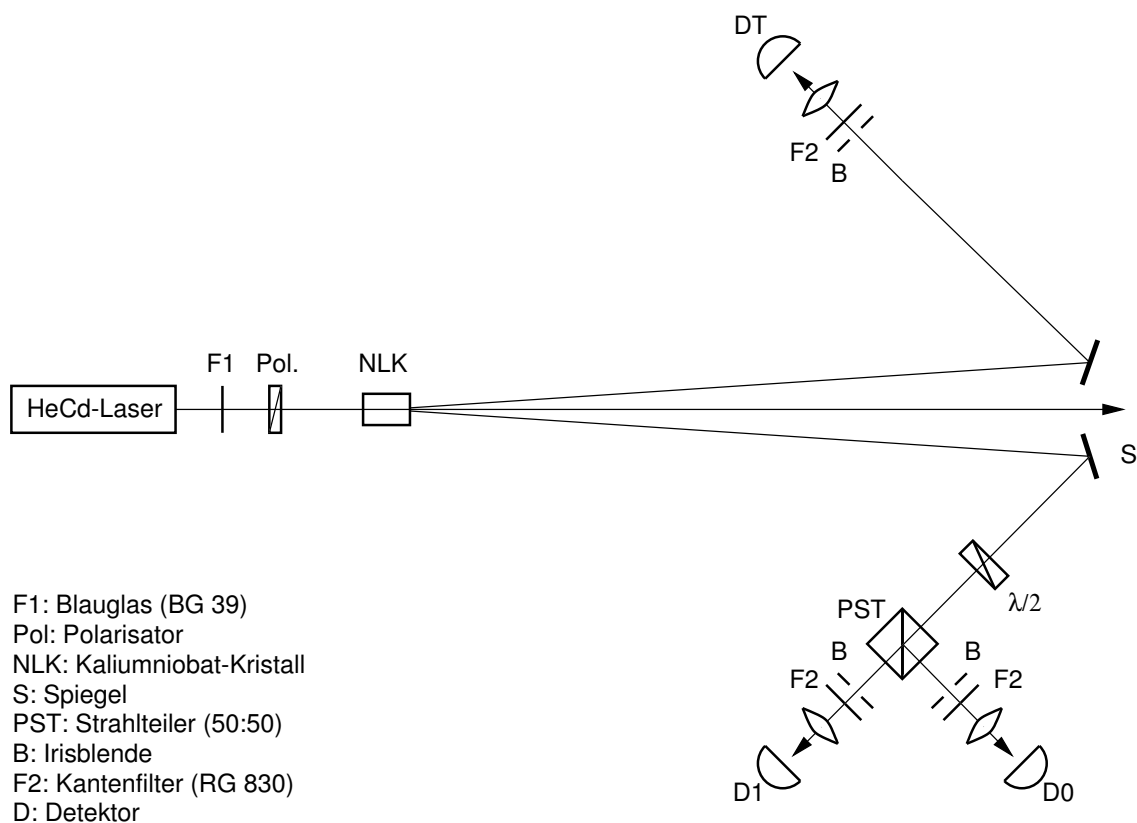 DT
F2
B
F1 Pol. NLK
HeCd-Laser
S
λ/2
PST
B B
F2 F2
D1 D0
F1: Blauglas (BG 39)
Pol: Polarisator
NLK: Kaliumniobat-Kristall
S: Spiegel
PST: Strahlteiler (50:50)
B: Irisblende
F2: Kantenfilter (RG 830)
D: Detektor